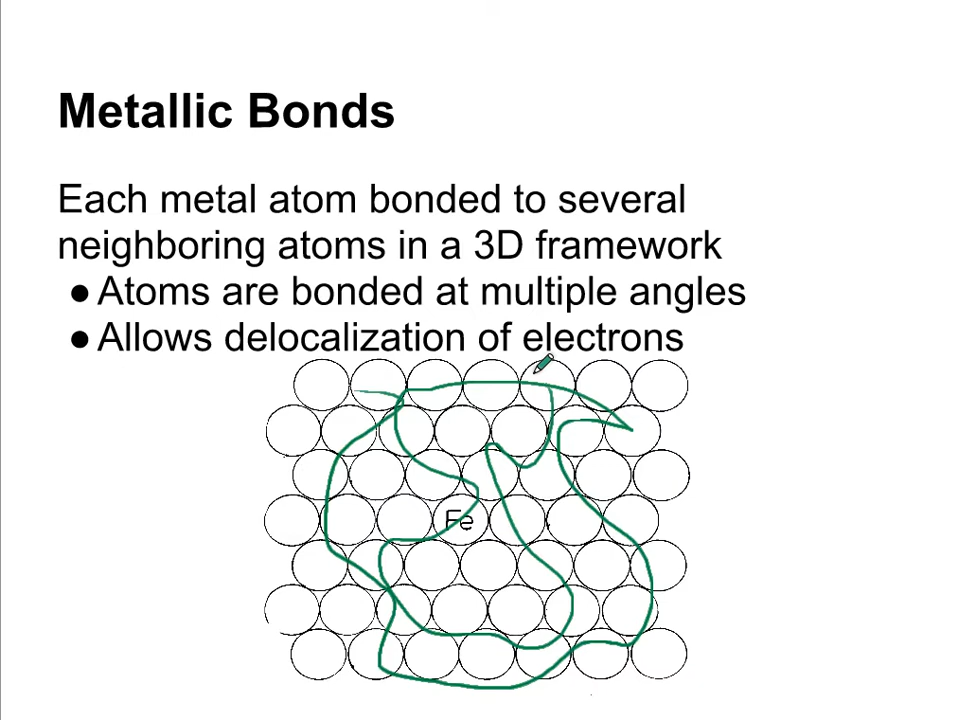 Metallic Bonds
Each metal atom bonded to several
neighboring atoms in a 3D framework
●Atoms are bonded at multiple angles
●Allows delocalization of electrons
Fe